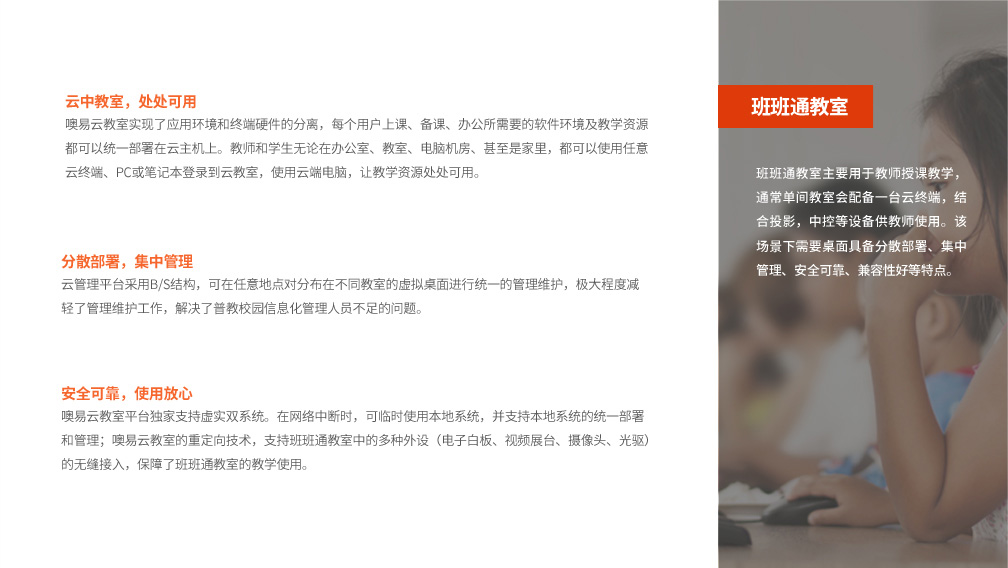 云中教室，处处可用
噢易云教室实现了应用环境和终端硬件的分离，每个用户上课、备课、办公所需要的软件环境及教学资源
都可以统一部署在云主机上。教师和学生无论在办公室、教室、电脑机房、甚至是家里，都可以使用任意
云终端、PC或笔记本登录到云教室，使用云端电脑，让教学资源处处可用。
分散部署，集中管理
云管理平台采用B/S结构，可在任意地点对分布在不同教室的虚拟桌面进行统一的管理维护，极大程度减
轻了管理维护工作，解决了普教校园信息化管理人员不足的问题。
安全可靠，使用放心
噢易云教室平台独家支持虚实双系统。在网络中断时，可临时使用本地系统，并支持本地系统的统一部署
和管理；噢易云教室的重定向技术，支持班班通教室中的多种外设（电子白板、视频展台、摄像头、光驱）
的无缝接入，保障了班班通教室的教学使用。
班班通教室
班班通教室主要用于教师授课教学，
通常单间教室会配备一台云终端，结
合投影，中控等设备供教师使用。该
场景下需要桌面具备分散部署、集中
管理、安全可靠、兼容性好等特点。